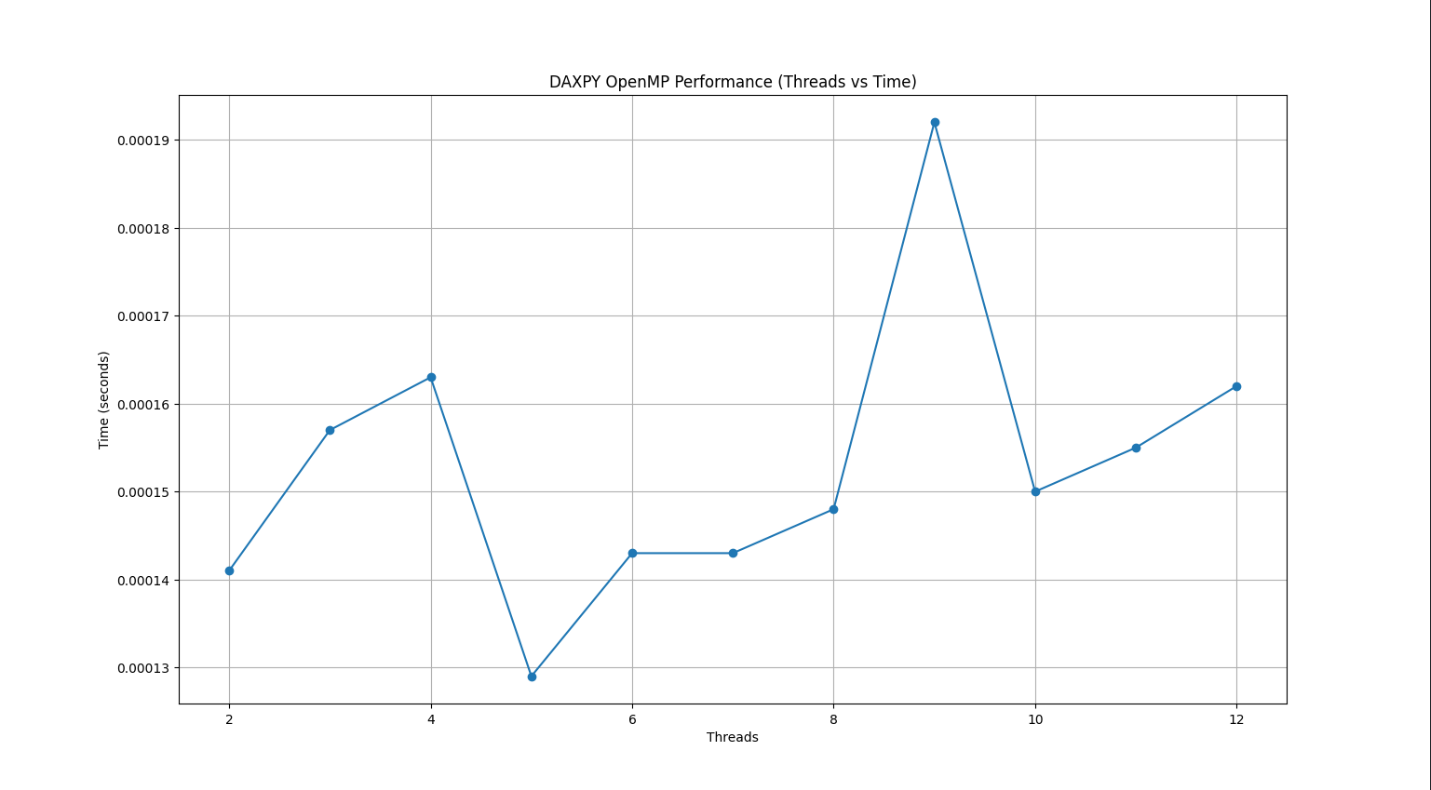 DAXPY OpenMP Performance (Threads vs Time)
0.00019
0.00018
0.00017
0.00016
0.00015
0.00014
0.00013
Time (seconds)
2 4 6 8 10 12
Threads